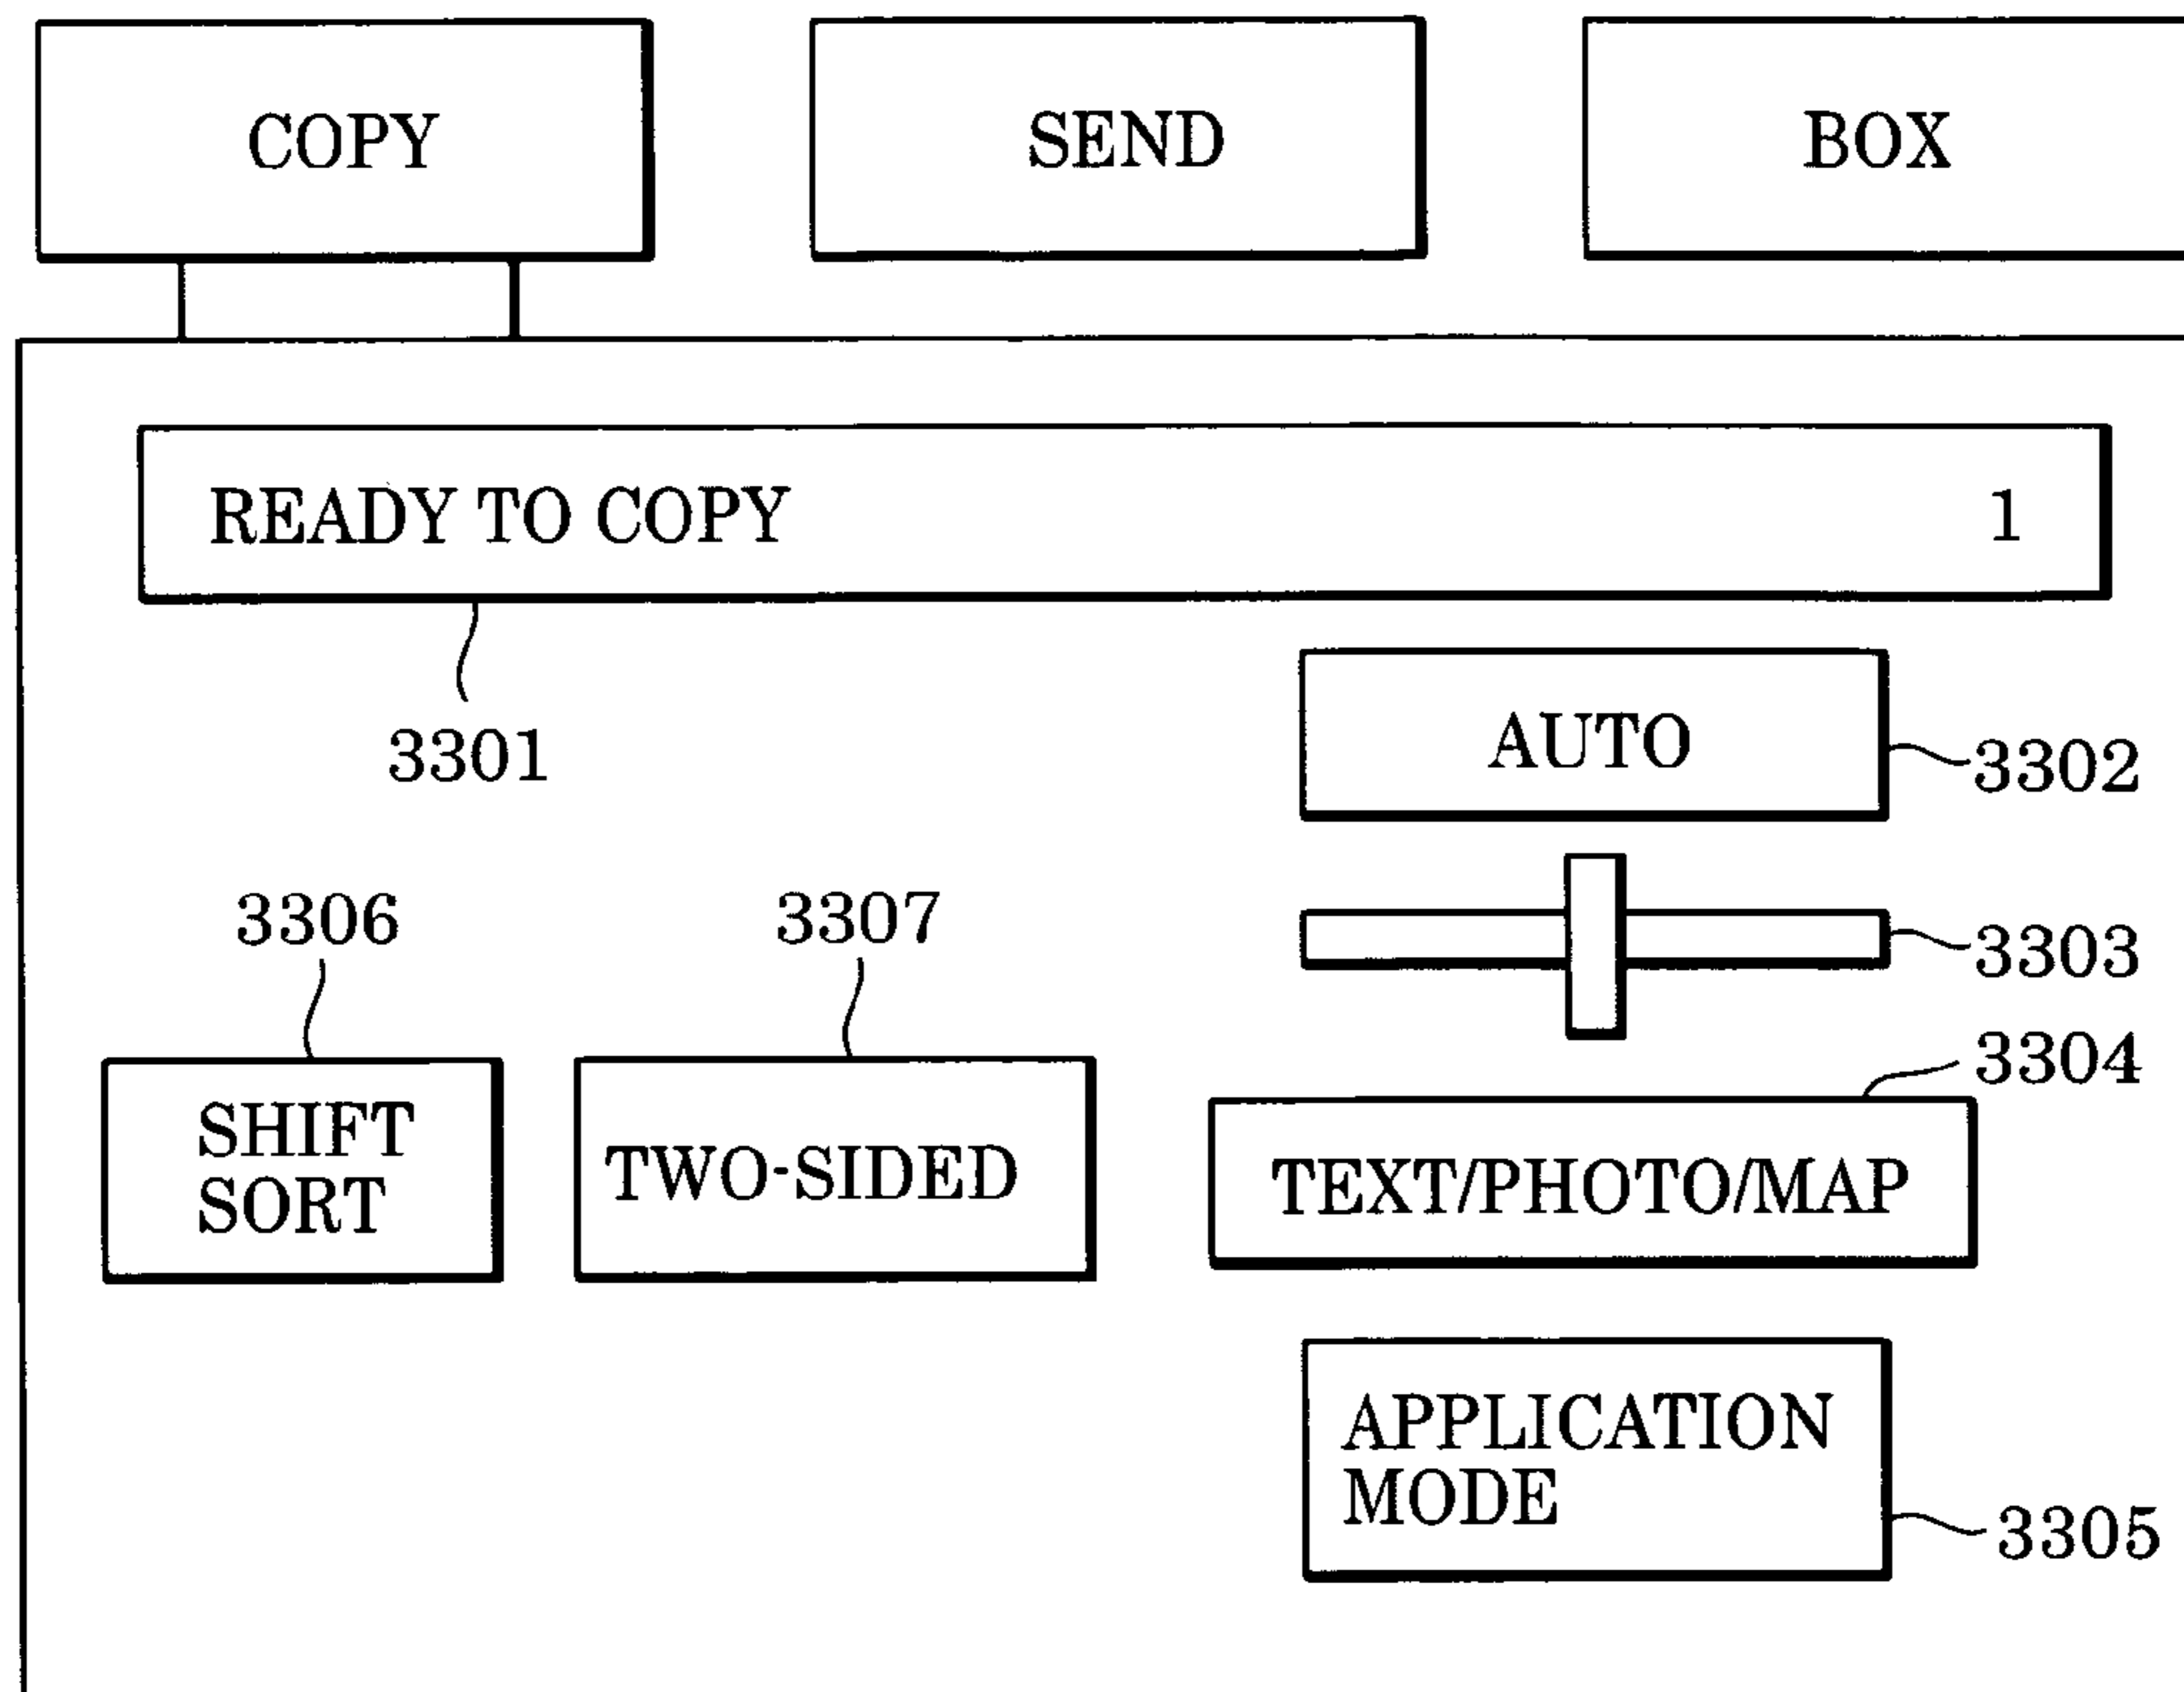 COPY
SEND
BOX
READY TO COPY 1
3301
AUTO
3302
3303
3306
3307
3304
SHIFT
SORT
TWO-SIDED
TEXT/PHOTO/MAP
APPLICATION
MODE
3305